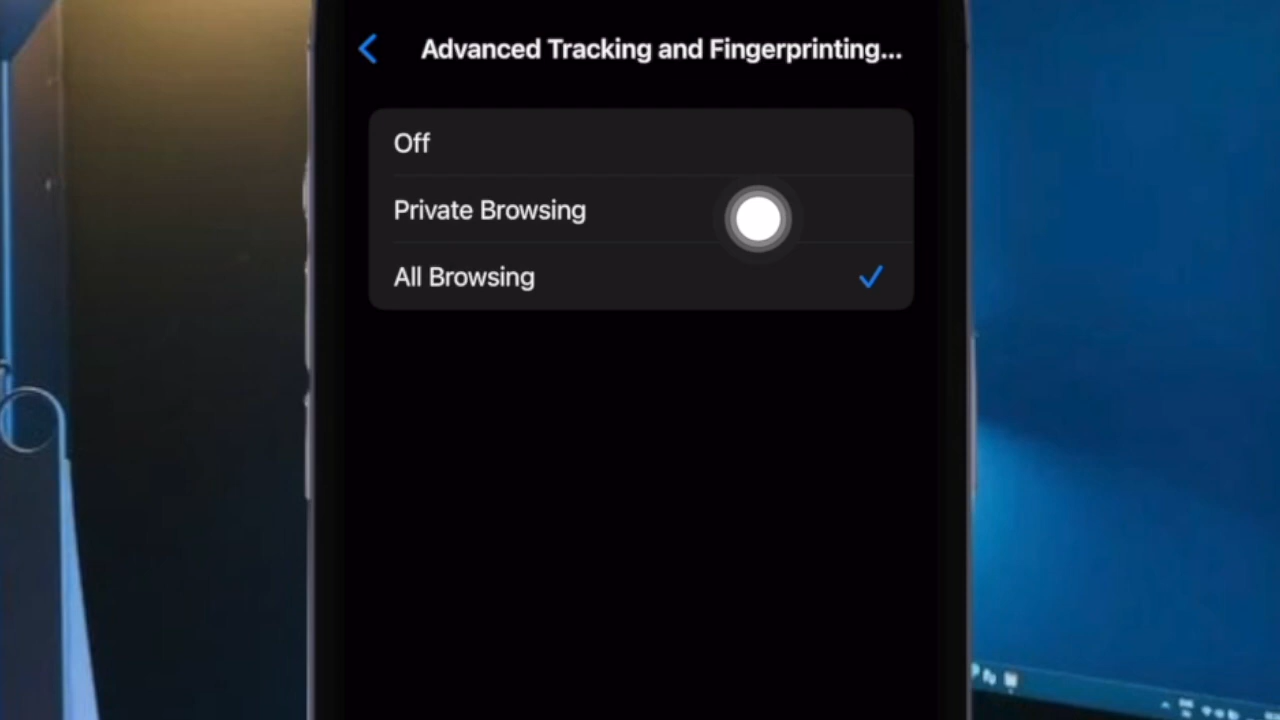 Advanced Tracking and Fingerprinting...
Off
Private Browsing
All Browsing